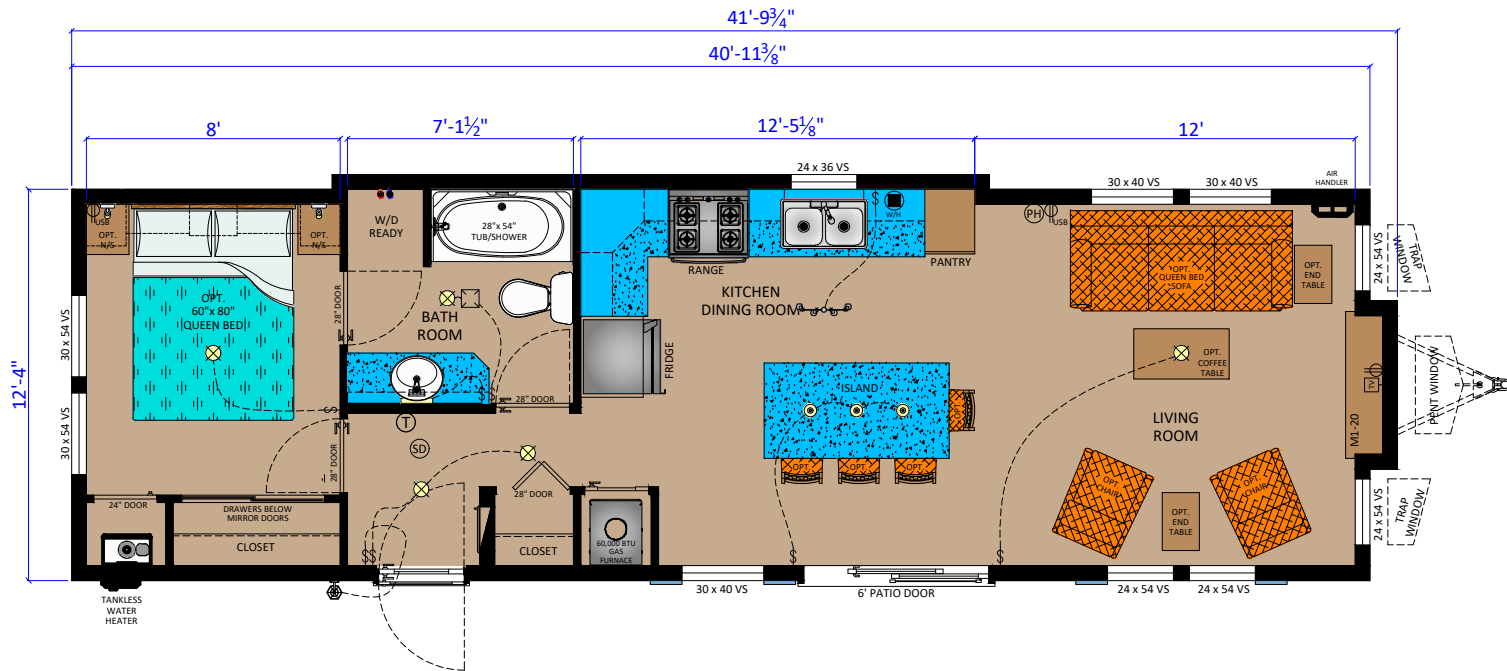 41'-9¾"
40'-11⅜"
8'
7'-1½"
12'-5⅛"
12'
12'-4"
24 x 36 VS
30 x 40 VS
30 x 40 VS
AIR
HANDLER
USB
OPT.
N/S
OPT.
N/S
W/D
READY
28"x 54"
TUB/SHOWER
RANGE
W/H
PANTRY
PH
USB
OPT.
QUEEN BED
SOFA
OPT.
END
TABLE
24 x 54 VS
TRAP
WINDOW
30 x 54 VS
OPT.
60"x 80"
QUEEN BED
28" DOOR
BATH
ROOM
KITCHEN
DINING ROOM
FRIDGE
OPT.
COFFEE
TABLE
TV
PENT WINDOW
ISLAND
OPT.
M1-20
30 x 54 VS
S
28" DOOR
T
SD
SS
28" DOOR
S
S
S
LIVING
ROOM
OPT.
OPT.
OPT.
OPT.
CHAIR
OPT.
CHAIR
OPT.
END
TABLE
24 x 54 VS
TRAP
WINDOW
24" DOOR
DRAWERS BELOW
MIRROR DOORS
CLOSET
28" DOOR
CLOSET
60,000 BTU
GAS
FURNACE
SS
S
S
TANKLESS
WATER
HEATER
30 x 40 VS
6' PATIO DOOR
24 x 54 VS
24 x 54 VS